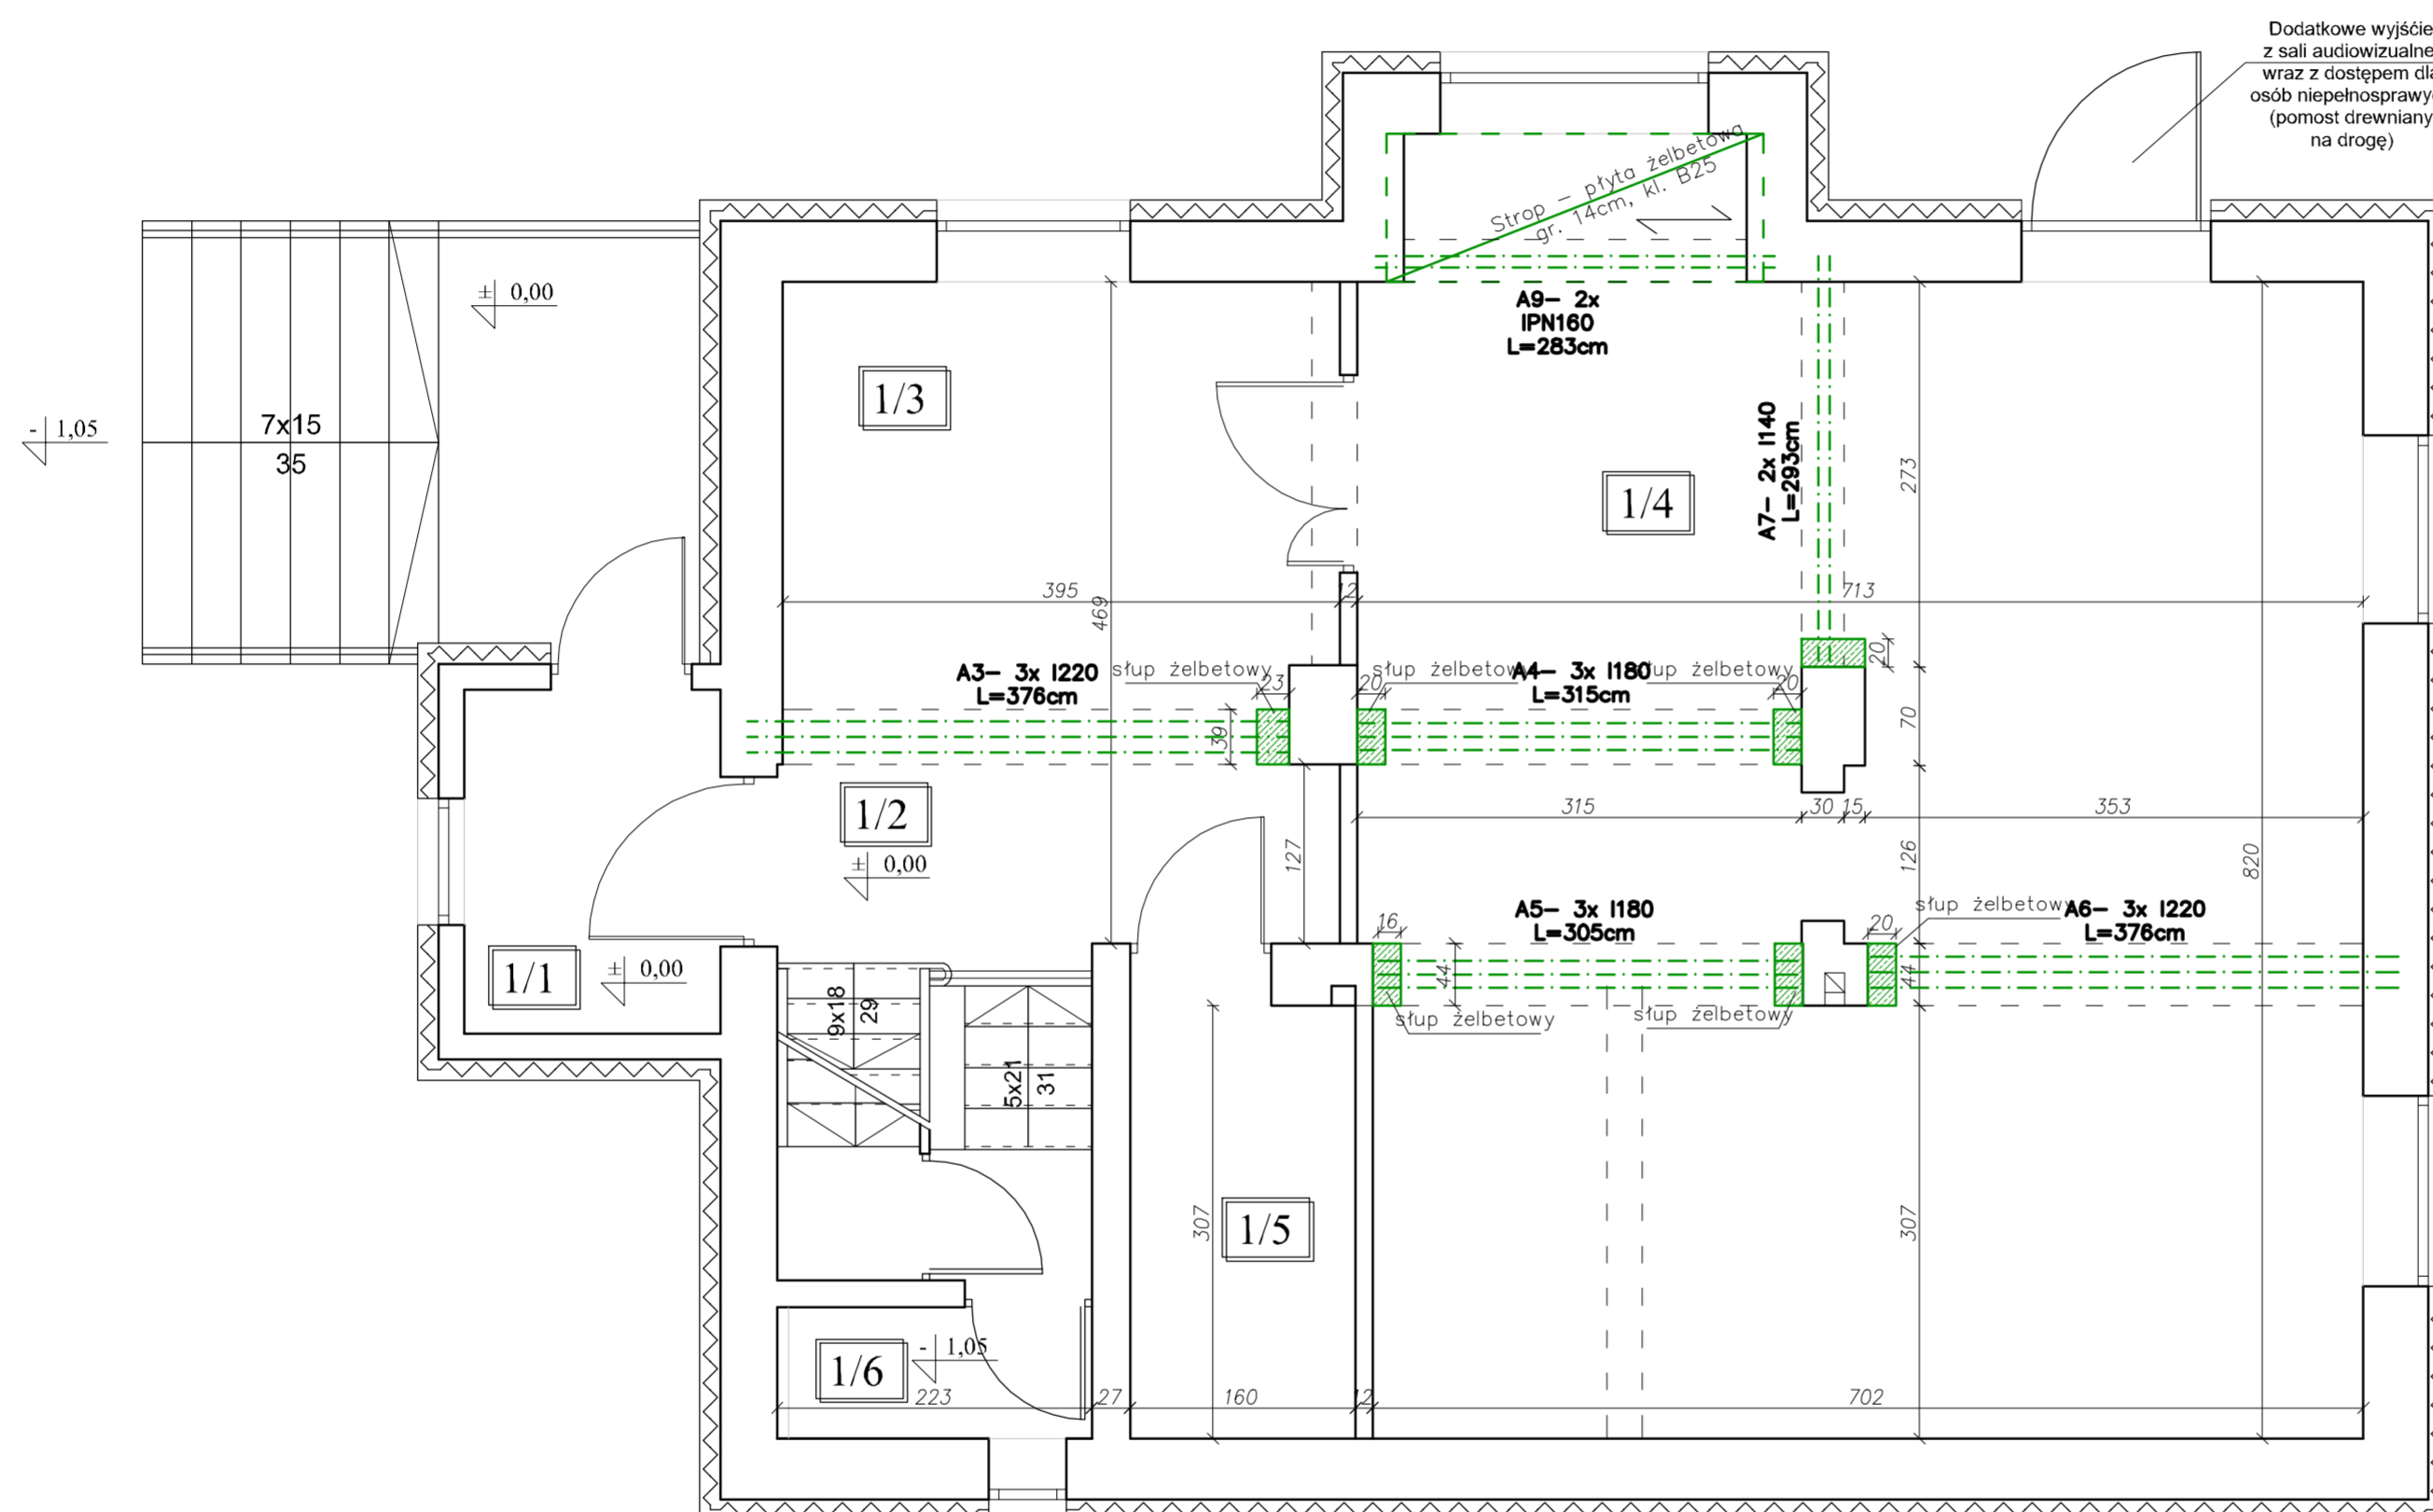 Dodatkowe wyjśćie
z sali audiowizualne
wraz z dostępem dla
osób niepełnosprawy
(pomost drewniany
na drogę)
Strop – płyta żelbetowa
gr. 14cm, kl. B25
± 0,00
A9– 2x
IPN160
L=283cm
1/3
- 1,05
7x15
35
A7– 2x I140
L=293cm
273
1/4
395
12
713
469
20
A3– 3x I220
L=376cm
słup żelbetowy
23
20
słup żelbetowy
A4– 3x I180
L=315cm
słup żelbetowy
20
39
70
1/2
± 0,00
315
30
15
353
127
126
820
16
A5– 3x I180
L=305cm
20
słup żelbetowy
A6– 3x I220
L=376cm
1/1
± 0,00
44
44
słup żelbetowy
słup żelbetowy
9x18
29
5x21
31
307
1/5
307
1/6
- 1,05
223
27
160
12
702